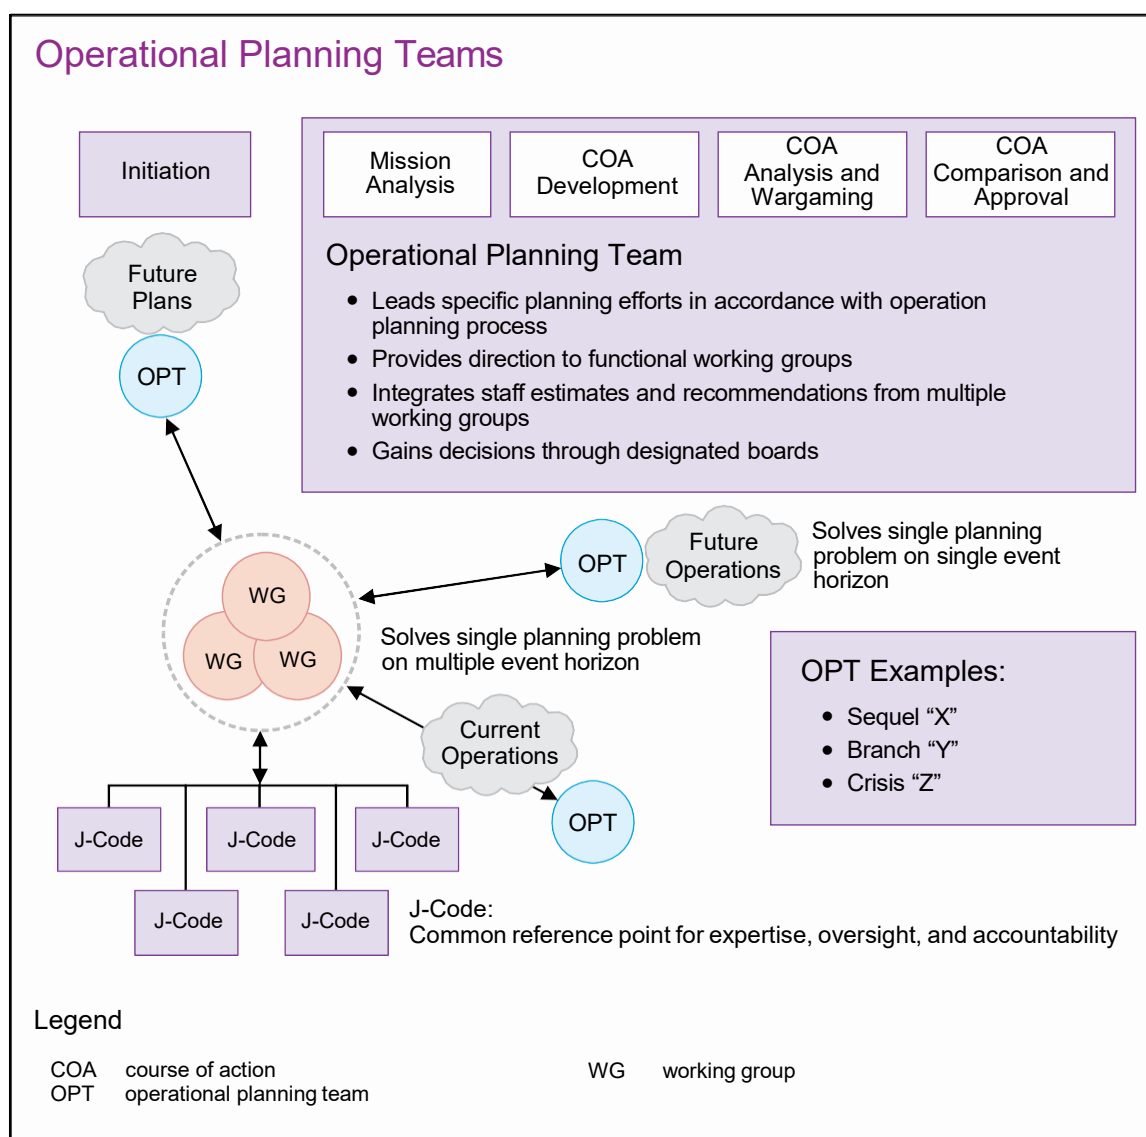 Operational Planning Teams
Initiation
Mission
Analysis
COA
Development
COA
Analysis and
Wargaming
COA
Comparison and
Approval
Operational Planning Team
• Leads specific planning efforts in accordance with operation
planning process
• Provides direction to functional working groups
• Integrates staff estimates and recommendations from multiple
working groups
• Gains decisions through designated boards
Future
Plans
OPT
OPT
Future
Operations
Solves single planning
problem on single event
horizon
WG
WG
WG
Solves single planning problem
on multiple event horizon
Current
Operations
OPT
OPT Examples:
• Sequel “X”
• Branch “Y”
• Crisis “Z”
J-Code
J-Code
J-Code
J-Code
J-Code
J-Code:
Common reference point for expertise, oversight, and accountability
Legend
COA course of action
OPT operational planning team
WG working group